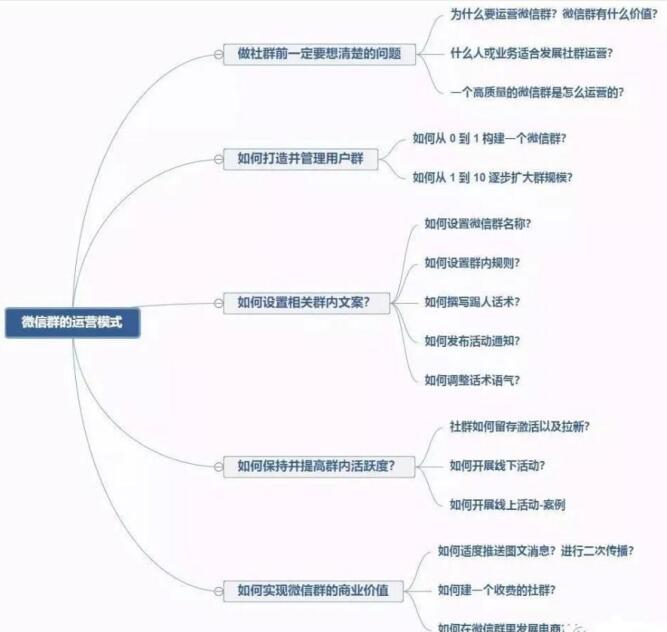 微信群的运营模式
做社群前一定要想清楚的问题
为什么要运营微信群？微信群有什么价值？
什么人或业务适合发展社群运营？
一个高质量的微信群是怎么运营的？
如何打造并管理用户群
如何从 0 到 1 构建一个微信群？
如何从 1 到 10 逐步扩大群规模？
如何设置相关群内文案？
如何设置微信群名称？
如何设置群内规则？
如何撰写踢人话术？
如何发布活动通知？
如何调整话术语气？
如何保持并提高群内活跃度？
社群如何留存激活以及拉新？
如何开展线下活动？
如何开展线上活动-案例
如何实现微信群的商业价值
如何适度推送图文消息？进行二次传播？
如何建一个收费的社群？
如何在微信群里发展电商